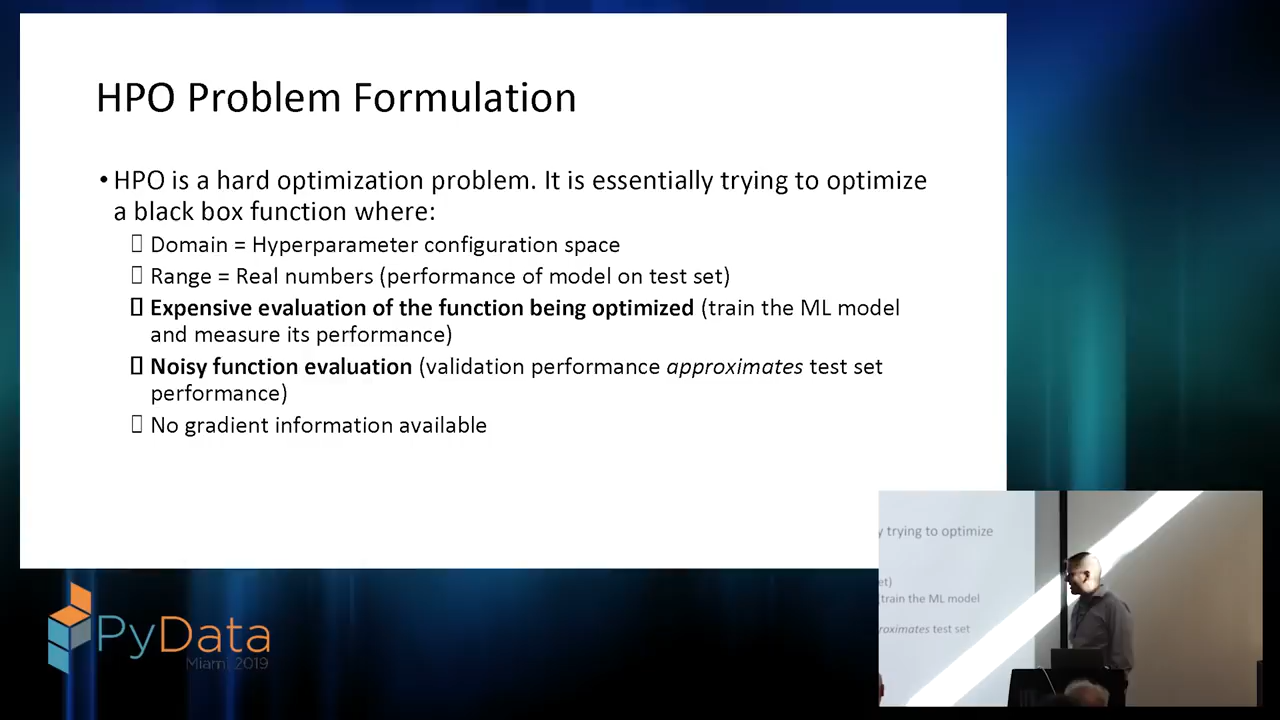 HPO Problem Formulation
• HPO is a hard optimization problem. It is essentially trying to optimize
a black box function where:
Domain = Hyperparameter configuration space
Range = Real numbers (performance of model on test set)
Expensive evaluation of the function being optimized (train the ML model
and measure its performance)
Noisy function evaluation (validation performance approximates test set
performance)
No gradient information available
y trying to optimize
et)
(train the ML model
roximates test set
PyData
Miami, 2019